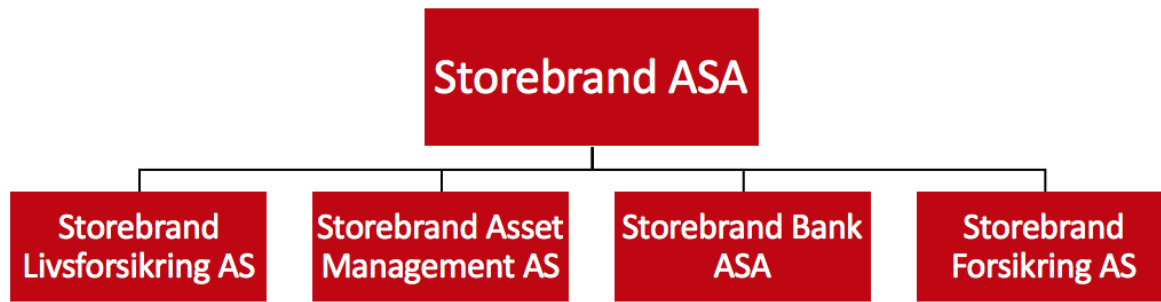 Storebrand ASA
Storebrand
Livsforsikring AS
Storebrand Asset
Management AS
Storebrand Bank
ASA
Storebrand
Forsikring AS